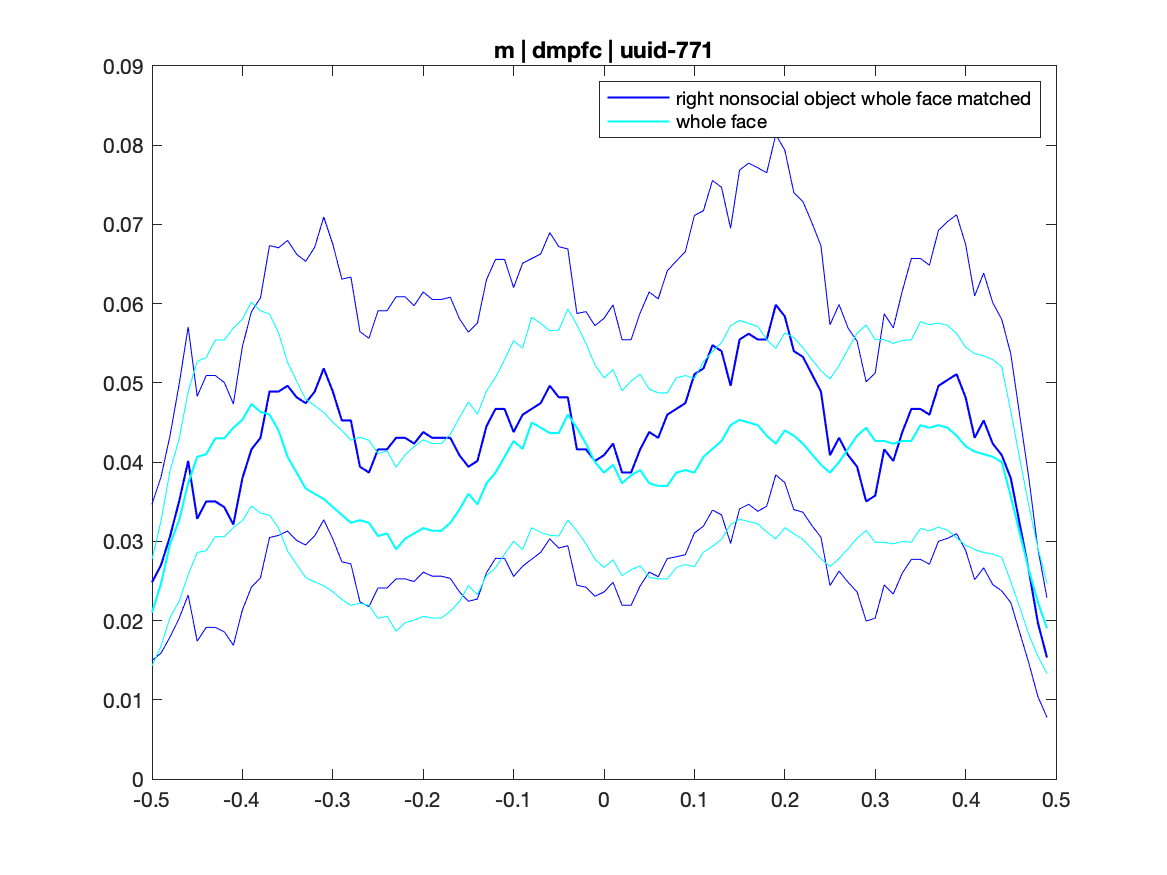 m | dmpfc | uuid-771
right nonsocial object whole face matched
whole face
0.09
0.08
0.07
0.06
0.05
0.04
0.03
0.02
0.01
0
-0.5 -0.4 -0.3 -0.2 -0.1 0 0.1 0.2 0.3 0.4 0.5